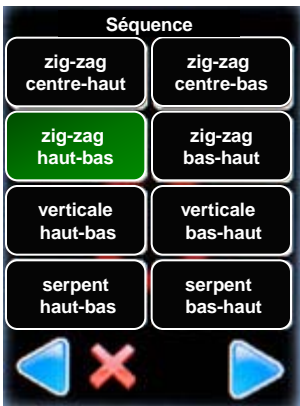 Séquence
zig-zag
centre-haut
zig-zag
centre-bas
zig-zag
haut-bas
zig-zag
bas-haut
verticale
haut-bas
verticale
bas-haut
serpent
haut-bas
serpent
bas-haut